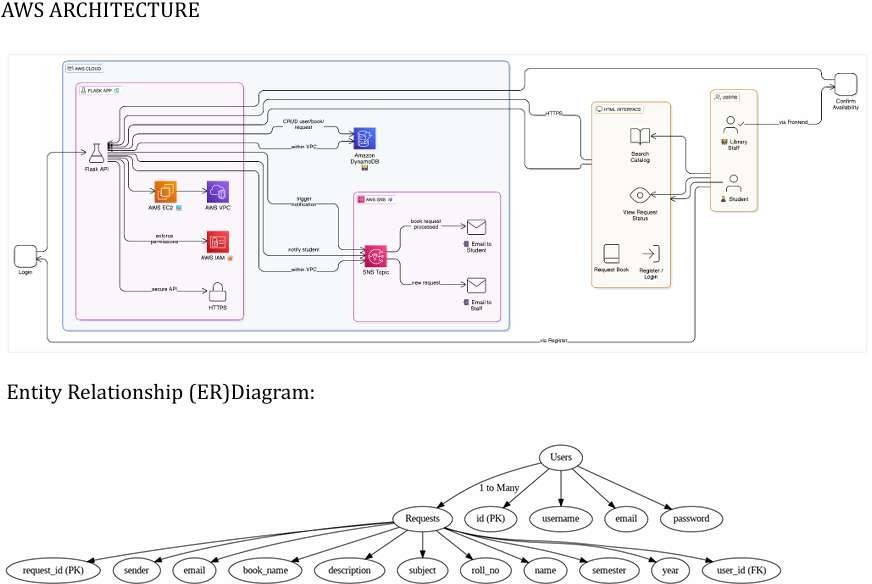 AWS ARCHITECTURE
AWS CLOUD
FLASK APP
Flask API
CRUD user/book/
request
within VPC
Amazon
DynamoDB
AWS EC2
AWS VPC
trigger
notification
enforce
permissions
AWS IAM
notify student
within VPC
secure API
HTTPS
AWS SNS
SNS Topic
book request
processed
Email to
Student
new request
Email to
Staff
Login
HTTPS
HTML INTERFACE
Search
Catalog
View Request
Status
Request Book
Register /
Login
USERS
Library
Staff
Student
via Frontend
Confirm
Availability
via Register
Entity Relationship (ER)Diagram:
Users
1 to Many
Requests
id (PK)
username
email
password
request_id (PK)
sender
email
book_name
description
subject
roll_no
name
semester
year
user_id (FK)